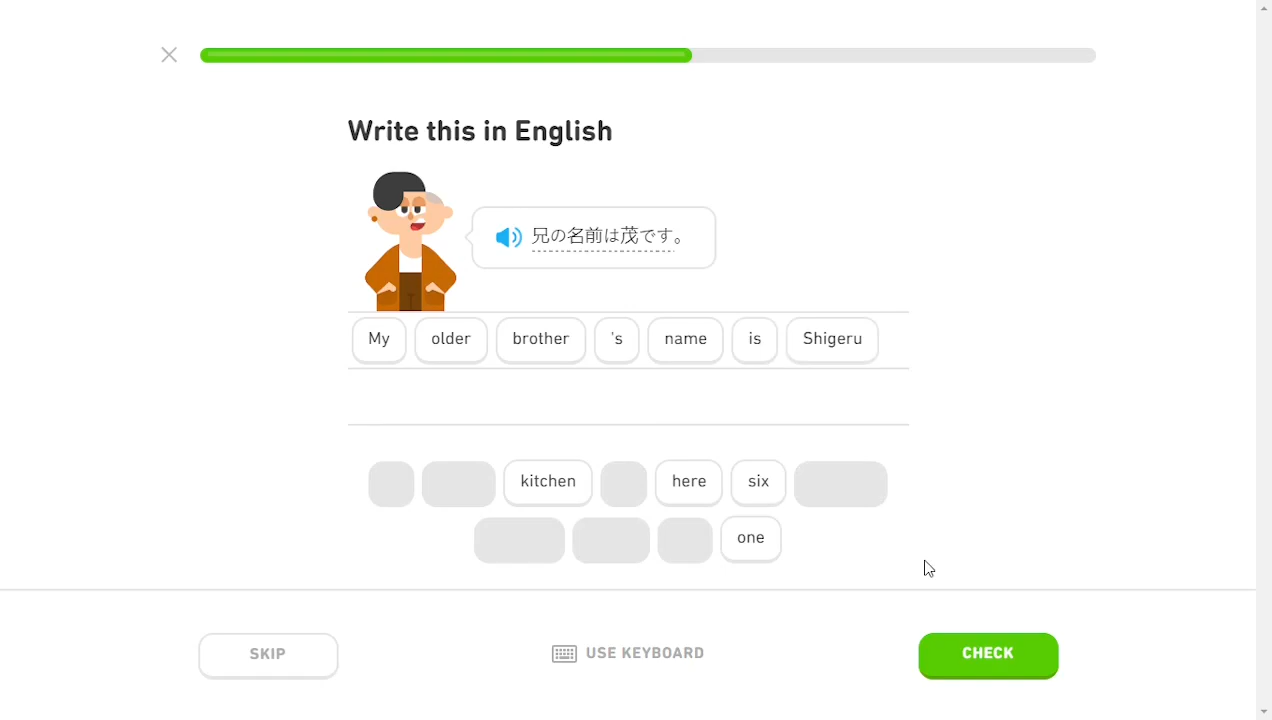 Write this in English
兄の名前は茂です。
My older brother 's name is Shigeru
kitchen here six
one
SKIP USE KEYBOARD CHECK